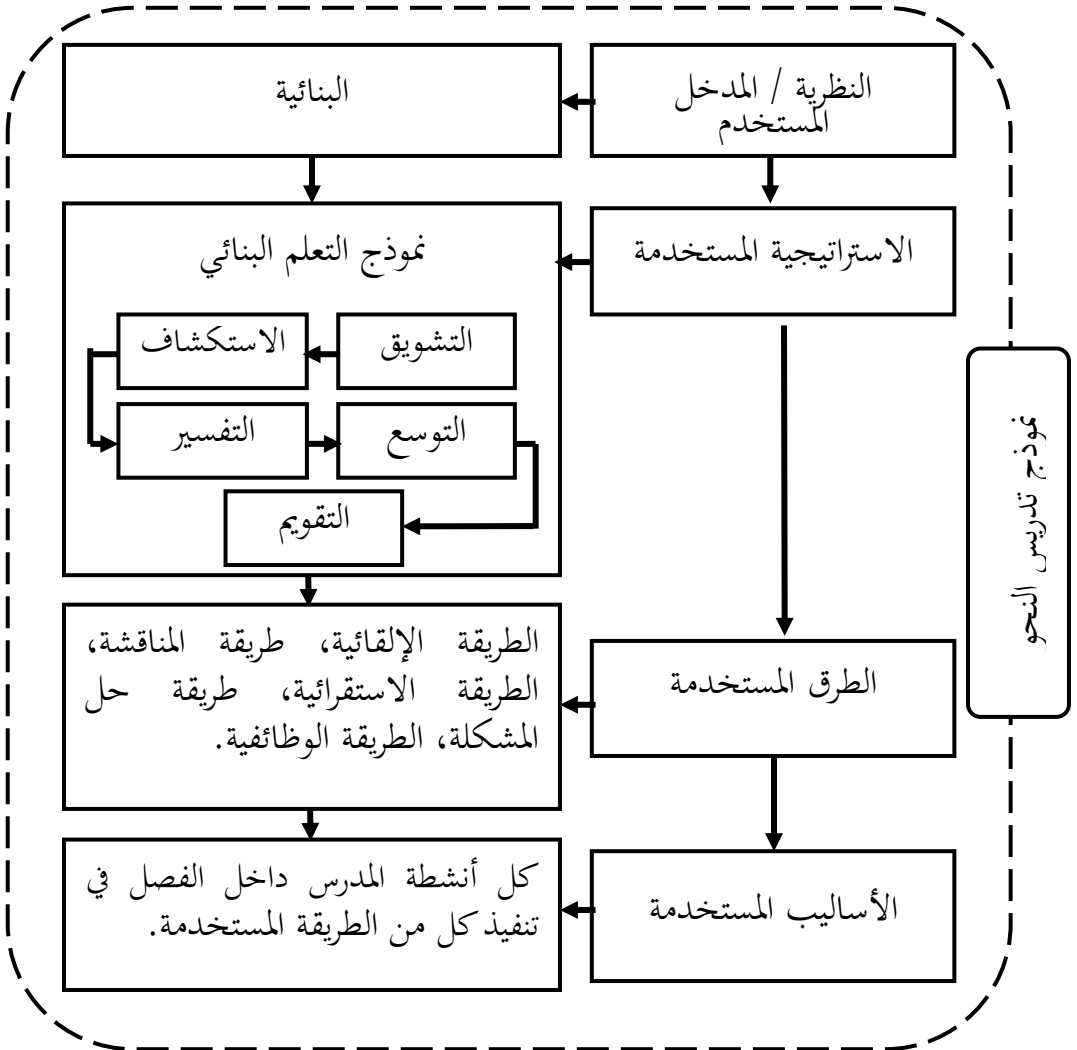 النظرية / المدخل
المستخدم
البنائية
الاستراتيجية المستخدمة
نموذج التعلم البنائي
التشويق
الاستكشاف
التفسير
التوسع
التقويم
الطرق المستخدمة
الطريقة الإلقائية، طريقة المناقشة،
الطريقة الاستقرائية، طريقة حل
المشكلة، الطريقة الوظائفية.
الأساليب المستخدمة
كل أنشطة المدرس داخل الفصل في
تنفيذ كل من الطريقة المستخدمة.
نموذج تدريس النحو